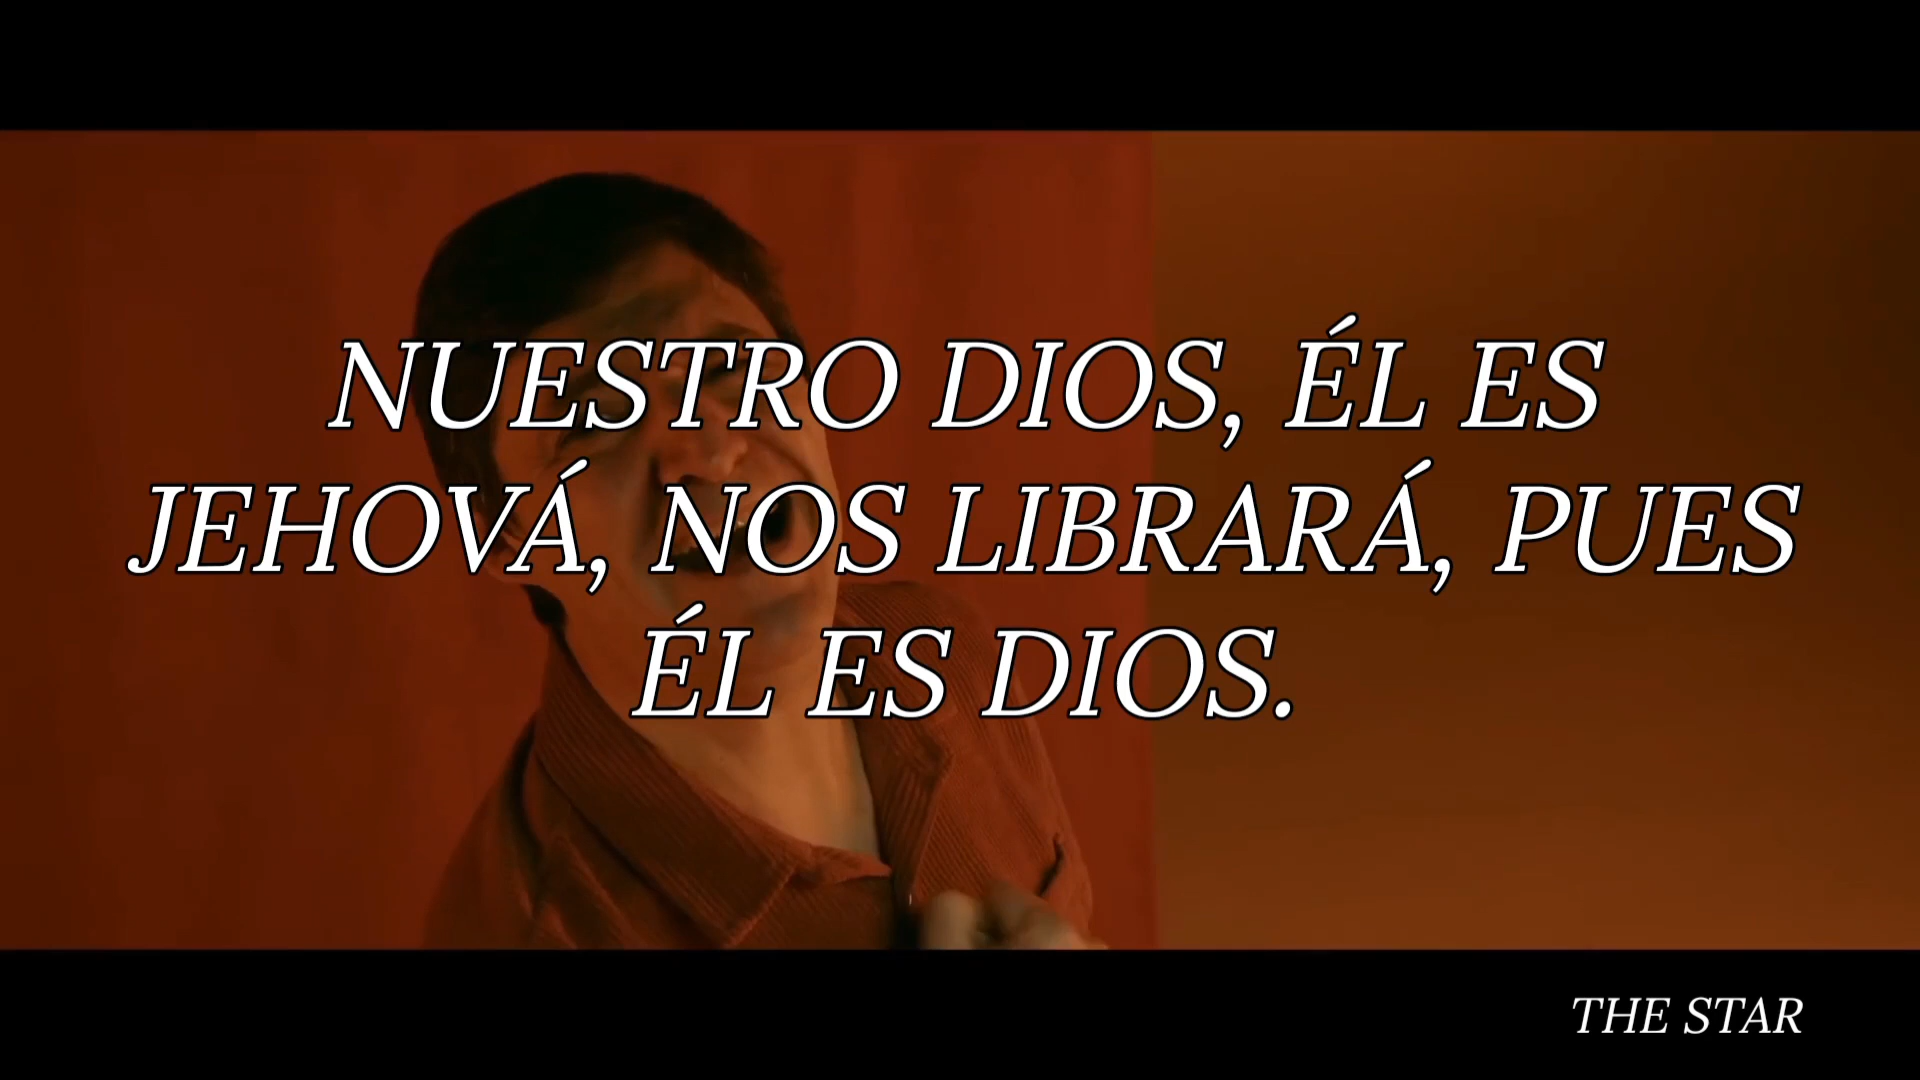 NUESTRO DIOS, ÉL ES
JEHOVÁ, NOS LIBRARÁ, PUES
ÉL ES DIOS.
THE STAR